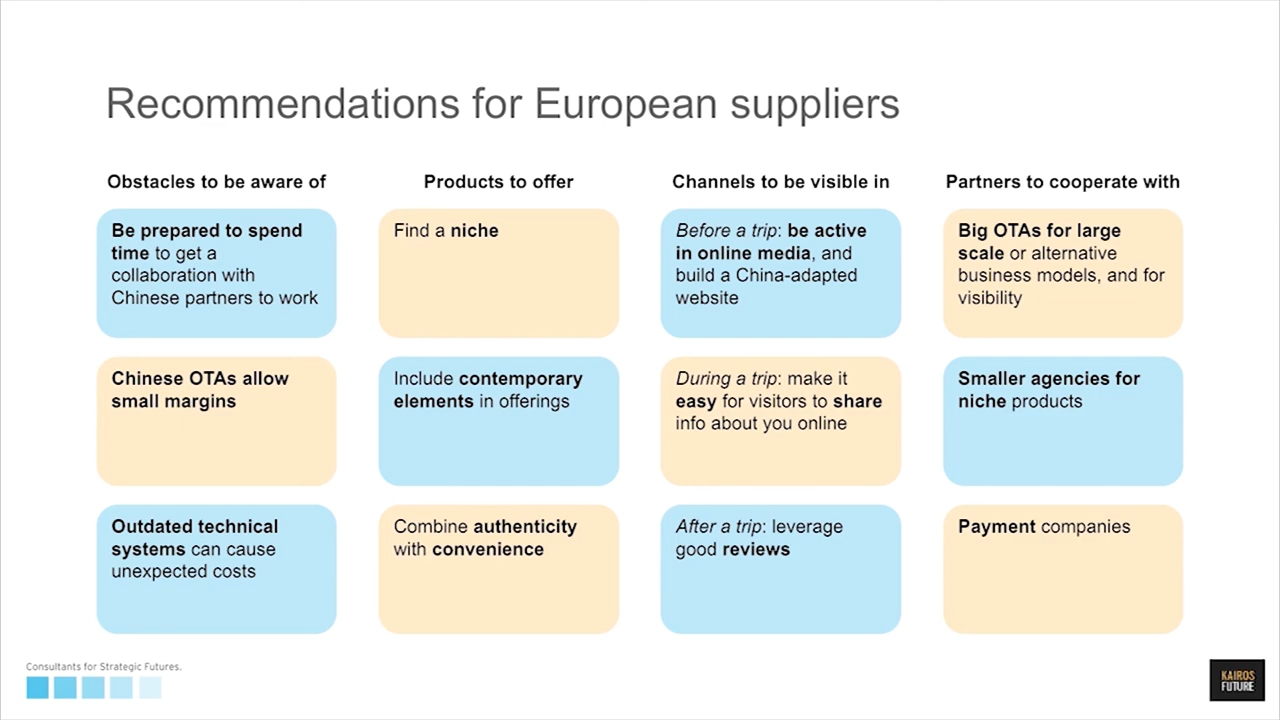 Recommendations for European suppliers
Obstacles to be aware of
Be prepared to spend
time to get a
collaboration with
Chinese partners to work
Chinese OTAs allow
small margins
Outdated technical
systems can cause
unexpected costs
Products to offer
Find a niche
Include contemporary
elements in offerings
Combine authenticity
with convenience
Channels to be visible in
Before a trip: be active
in online media, and
build a China-adapted
website
During a trip: make it
easy for visitors to share
info about you online
After a trip: leverage
good reviews
Partners to cooperate with
Big OTAs for large
scale or alternative
business models, and for
visibility
Smaller agencies for
niche products
Payment companies
Consultants for Strategic Futures.
KAIROS
FUTURE